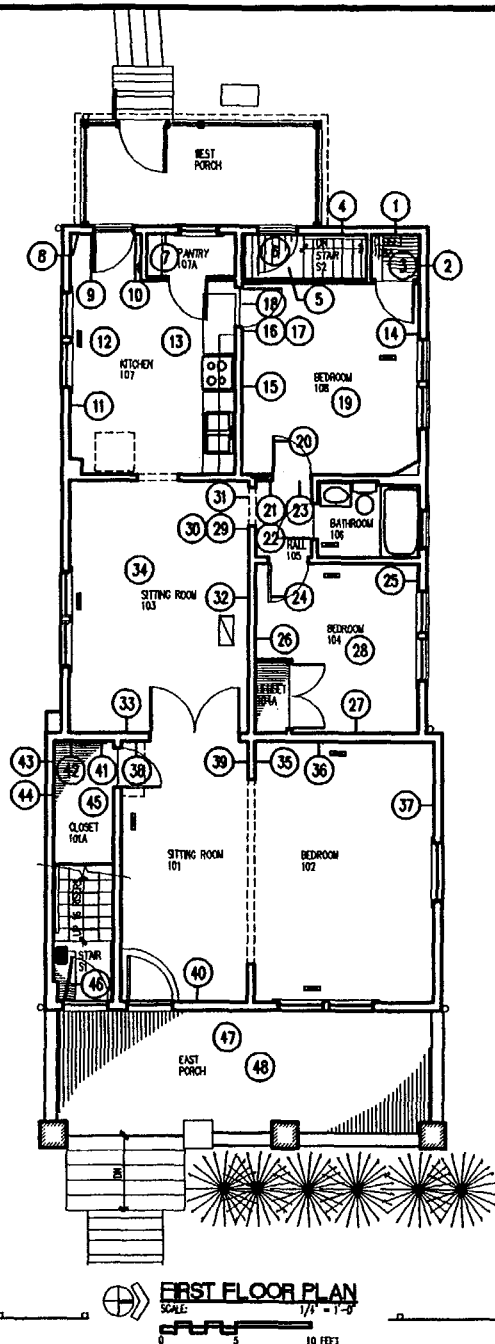 WEST
PORCH
4
1
8
9
10
7
PANTRY
107A
6
DN
STAIR
S2
5
3
2
18
16
17
14
12
13
KITCHEN
107
15
BEDROOM
108
19
11
20
31
21
23
30
29
22
HALL
105
BATHROOM
106
34
SITTING ROOM
103
32
24
25
BEDROOM
104
26
28
CLOSET
104A
27
33
43
42
41
38
39
35
36
44
45
37
CLOSET
101A
SITTING ROOM
101
BEDROOM
102
STAIR
S1
46
40
47
EAST
PORCH
48
DN
FIRST FLOOR PLAN
SCALE: 1/4" = 1'-0"
0 5 10 FEET